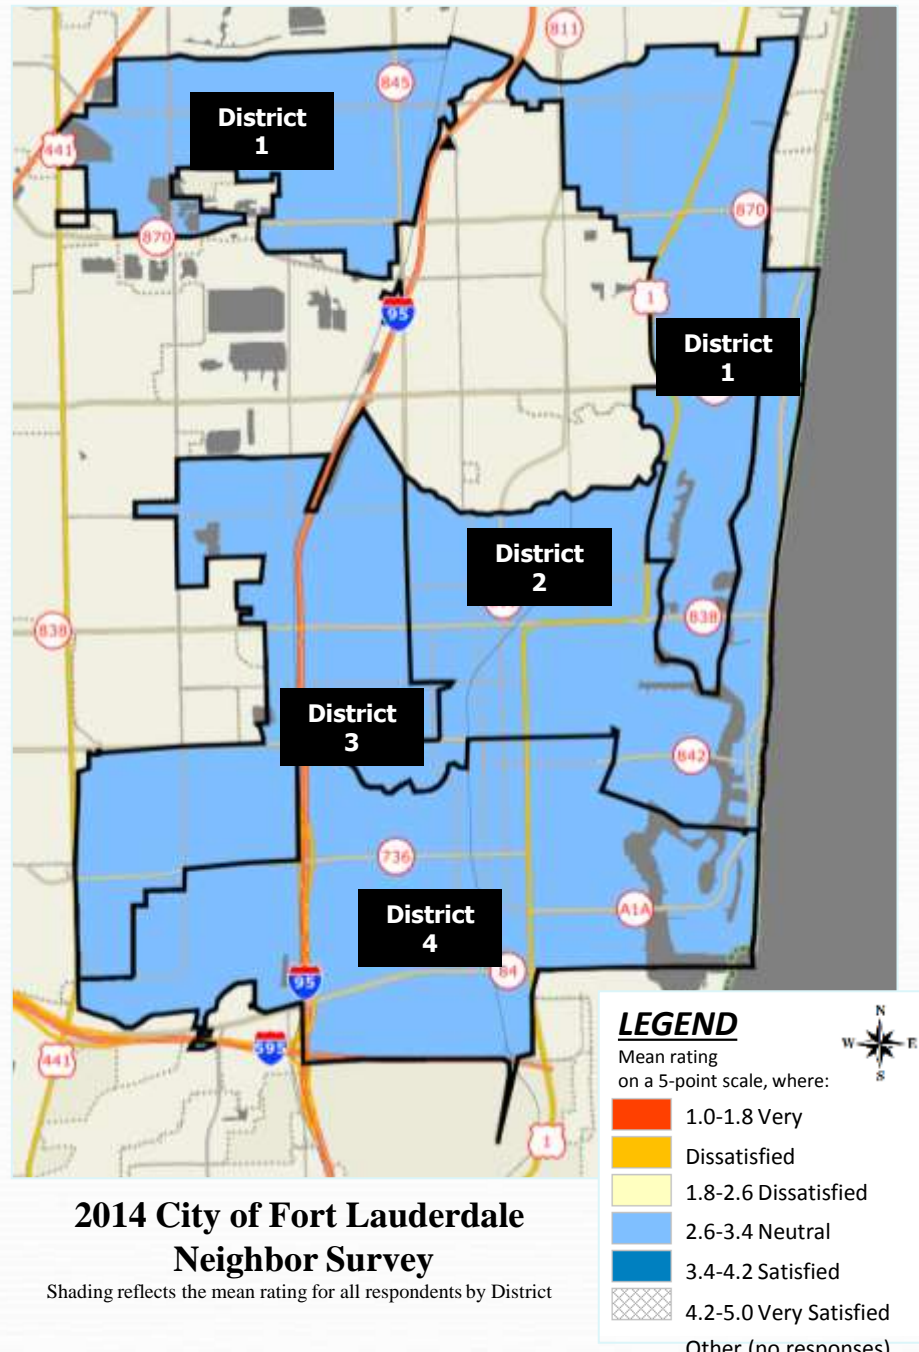 811
845
District
1
441
870
870
1
95
District
1
District
2
838
838
District
3
842
736
A1A
District
4
84
95
595
441
1
LEGEND
N
W E
S
Mean rating
on a 5-point scale, where:
1.0-1.8 Very
Dissatisfied
1.8-2.6 Dissatisfied
2.6-3.4 Neutral
3.4-4.2 Satisfied
4.2-5.0 Very Satisfied
Other (no responses)
2014 City of Fort Lauderdale
Neighbor Survey
Shading reflects the mean rating for all respondents by District